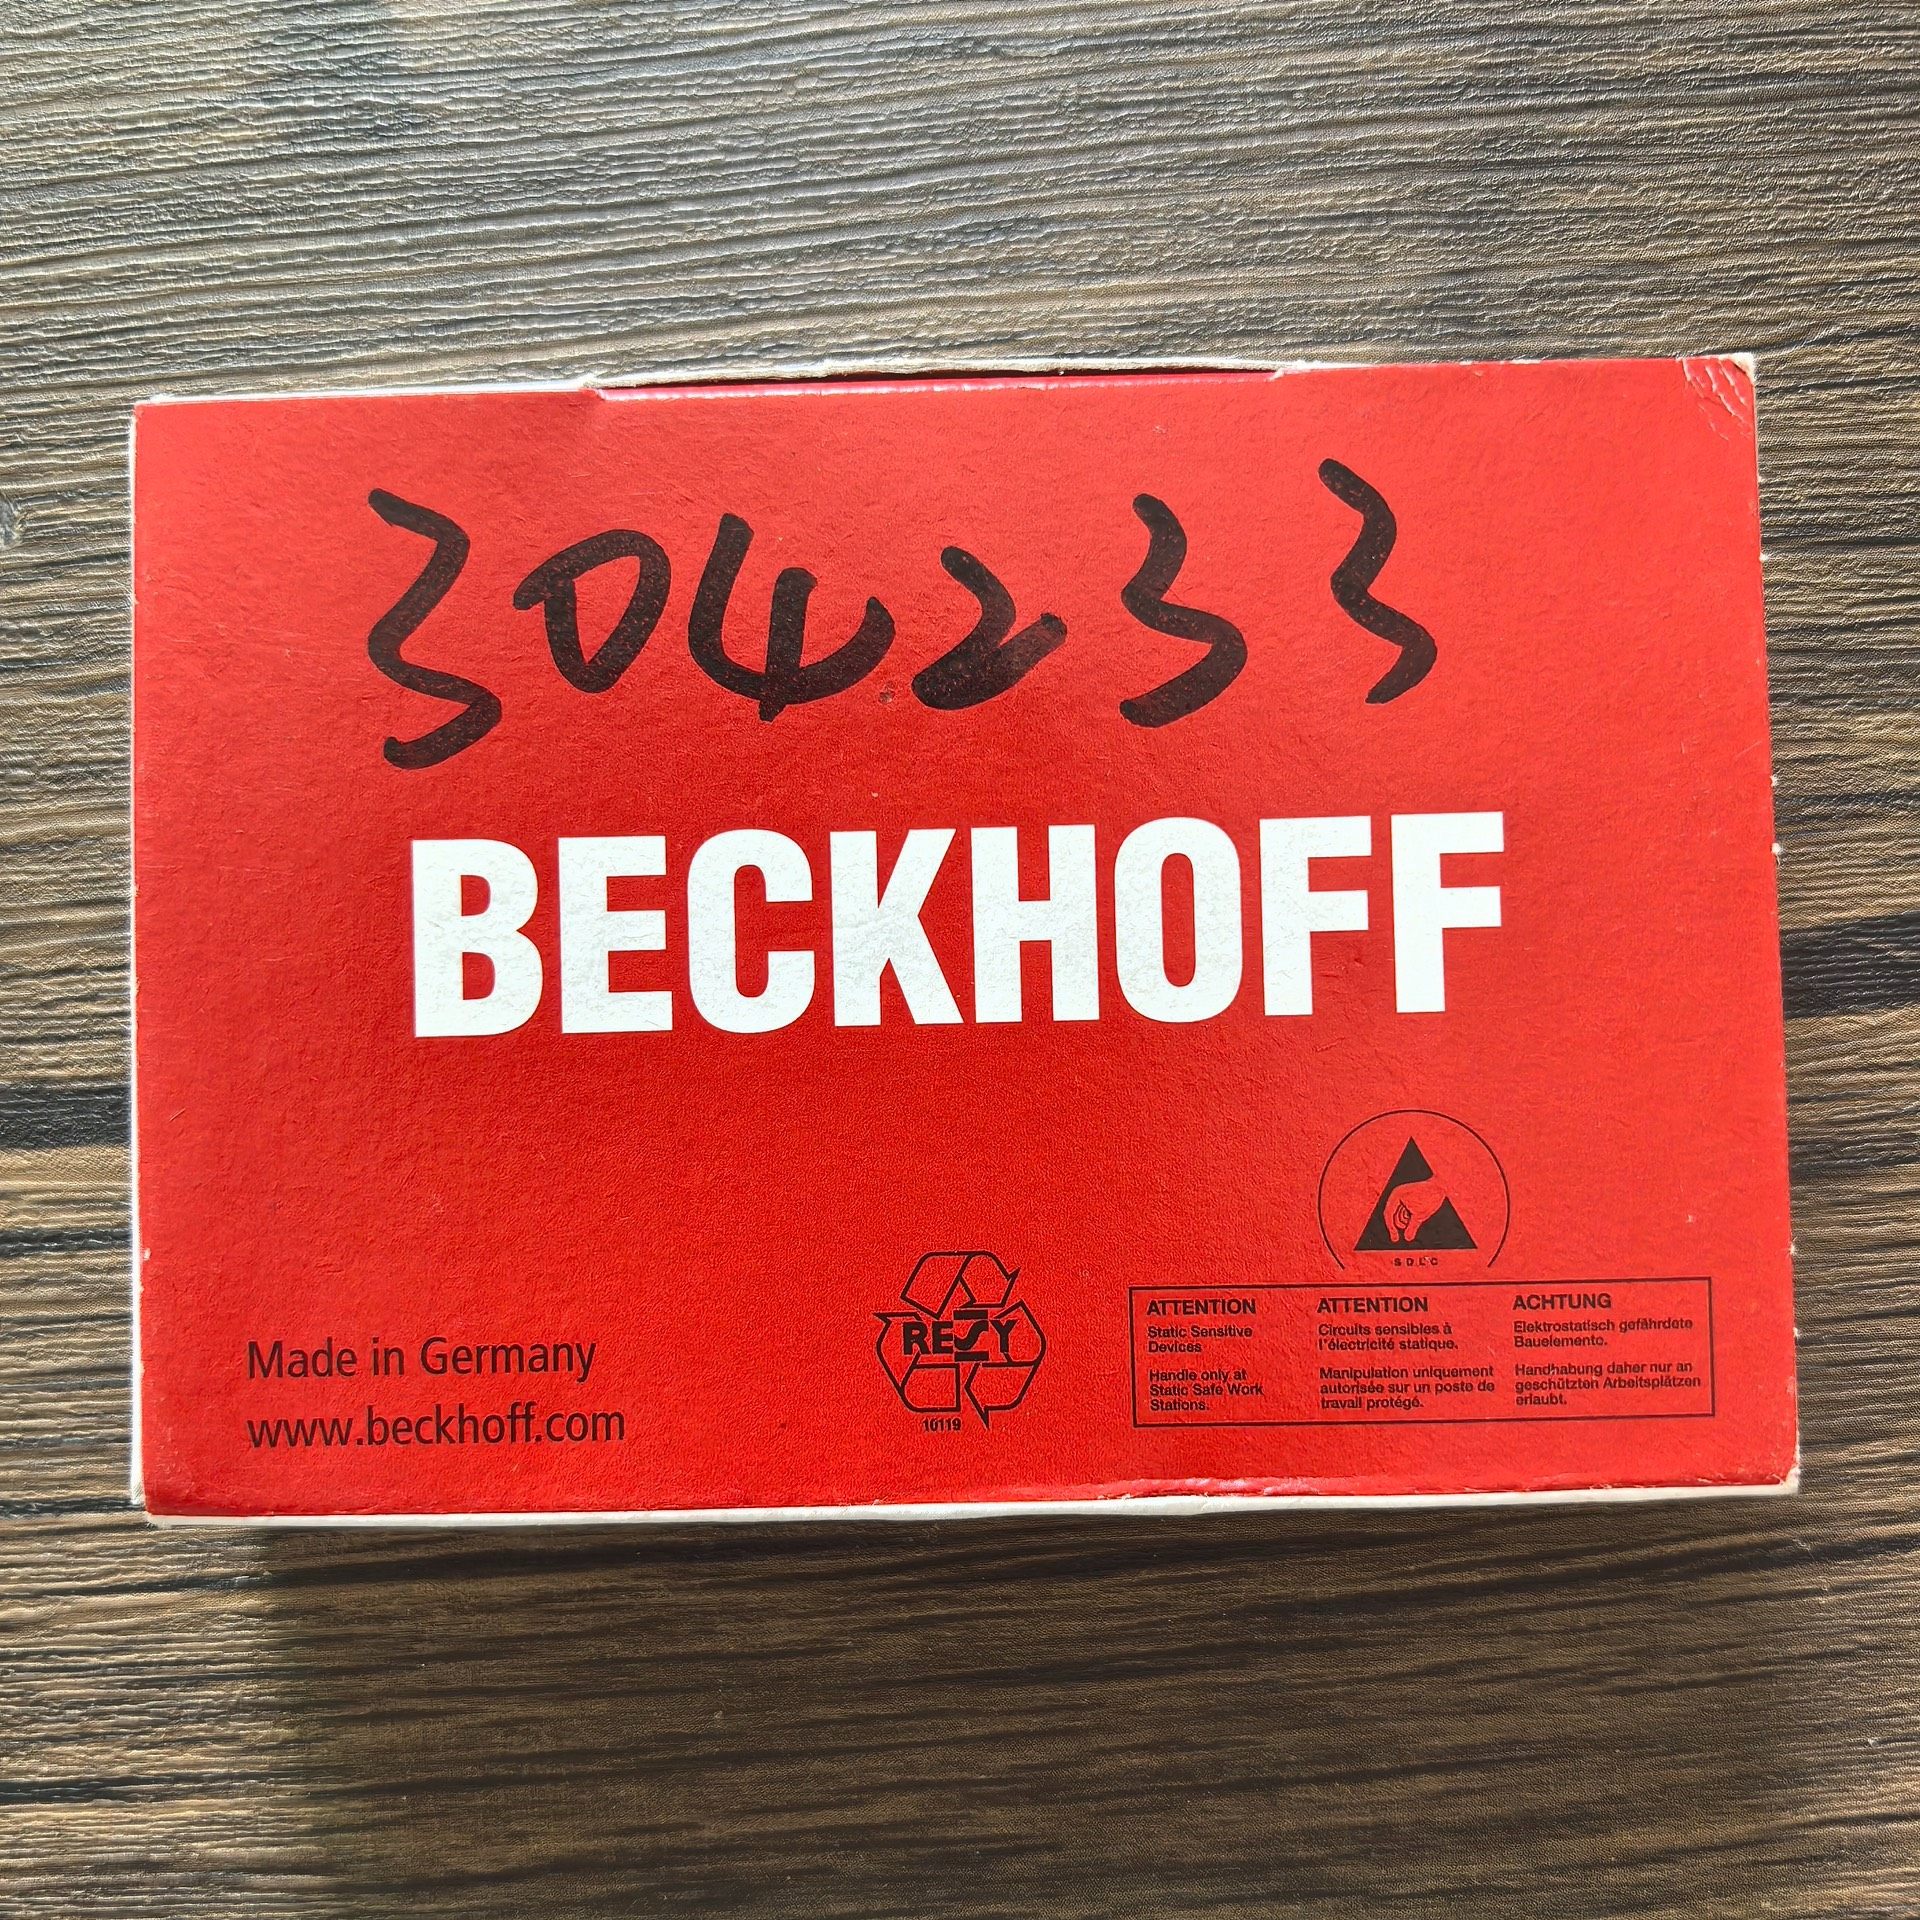 304233
BECKHOFF
SDLC
RESY
10119
Made in Germany
www.beckhoff.com
ATTENTION
Static Sensitive
Devices
Handle only at
Static Safe Work
Stations.
ATTENTION
Circuits sensibles à
l'électricité statique.
Manipulation uniquement
autorisée sur un poste de
travail protégé.
ACHTUNG
Elektrostatisch gefährdete
Bauelemente.
Handhabung daher nur an
geschützten Arbeitsplätzen
erlaubt.